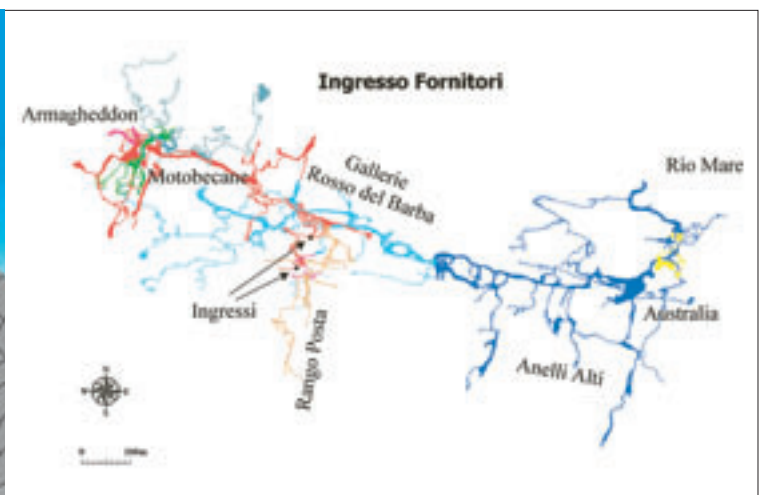 Ingresso Fornitori
Armagheddon
Motobecane
Gallerie
Rosso del Barba
Rio Mare
Ingressi
Rango Posta
Australia
Anelli Alti